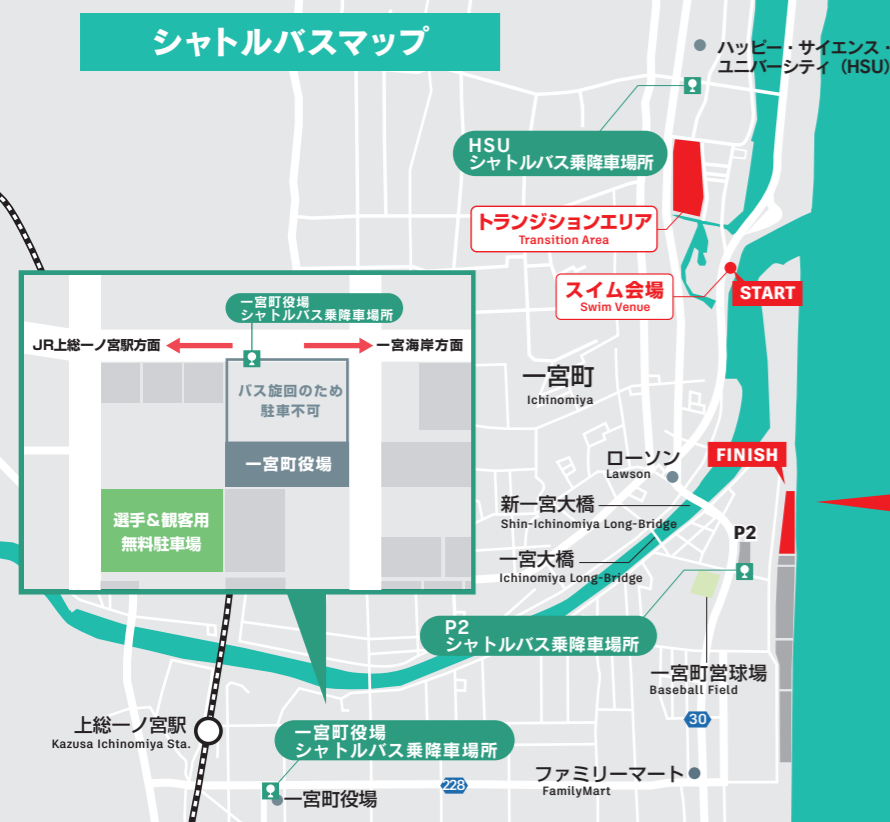 シャトルバスマップ
ハッピー・サイエンス・
ユニバーシティ（HSU）
HSU
シャトルバス乗降車場所
トランジションエリア
Transition Area
スイム会場
Swim Venue
START
一宮町役場
シャトルバス乗降車場所
JR上総一ノ宮駅方面
一宮海岸方面
バス旋回のため
駐車不可
一宮町役場
選手&観客用
無料駐車場
一宮町
Ichinomiya
ローソン
Lawson
FINISH
新一宮大橋
Shin-Ichinomiya Long-Bridge
P2
一宮大橋
Ichinomiya Long-Bridge
P2
シャトルバス乗降車場所
一宮町営球場
Baseball Field
30
上総一ノ宮駅
Kazusa Ichinomiya Sta.
一宮町役場
シャトルバス乗降車場所
ファミリーマート
FamilyMart
228
一宮町役場